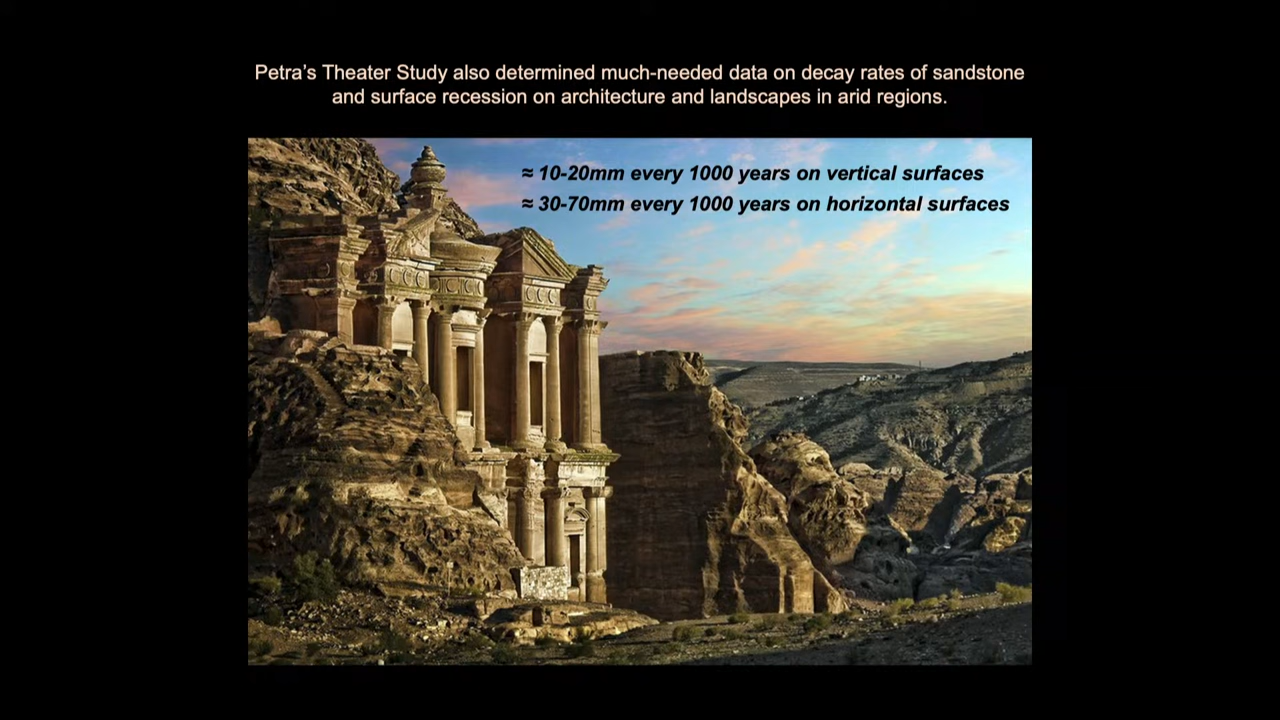 Petra’s Theater Study also determined much-needed data on decay rates of sandstone
and surface recession on architecture and landscapes in arid regions.
≈ 10-20mm every 1000 years on vertical surfaces
≈ 30-70mm every 1000 years on horizontal surfaces